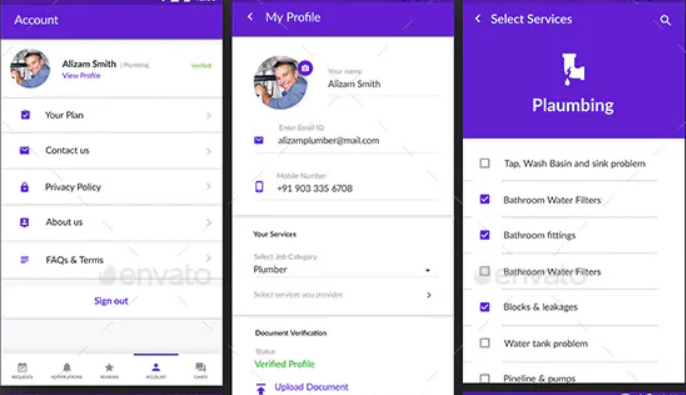 Account
Alizam Smith | Plumbing
Verified
View Profile
Your Plan
Contact us
Privacy Policy
About us
FAQs & Terms
Sign out
REQUESTS
NOTIFICATIONS
REVIEWS
ACCOUNT
CHATS
My Profile
Your name
Alizam Smith
Enter Email ID
alizamplumber@mail.com
Mobile Number
+91 903 335 6708
Your Services
Select Job Category
Plumber
Select services you provides
Document Verification
Status
Verified Profile
Upload Document
Select Services
Plaumbing
Tap, Wash Basin and sink problem
Bathroom Water Filters
Bathroom fittings
Bathroom Water Filters
Blocks & leakages
Water tank problem
Pineline & pumps
envato
envato